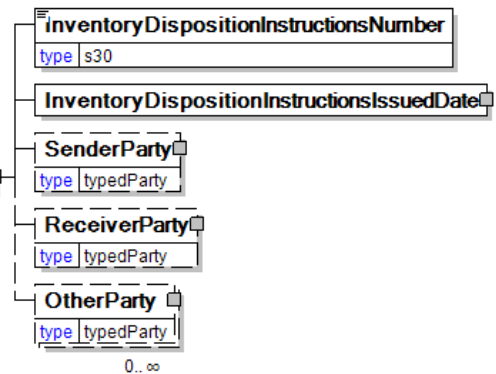 InventoryDispositionInstructionsNumber
type s30
InventoryDispositionInstructionsIssuedDate
SenderParty
type typedParty
ReceiverParty
type typedParty
OtherParty
type typedParty
0.. ∞